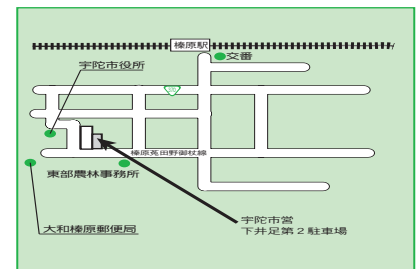 榛原駅
交番
宇陀市役所
榛原菟田野御杖線
東部農林事務所
宇陀市営
下井足第2駐車場
大和榛原郵便局